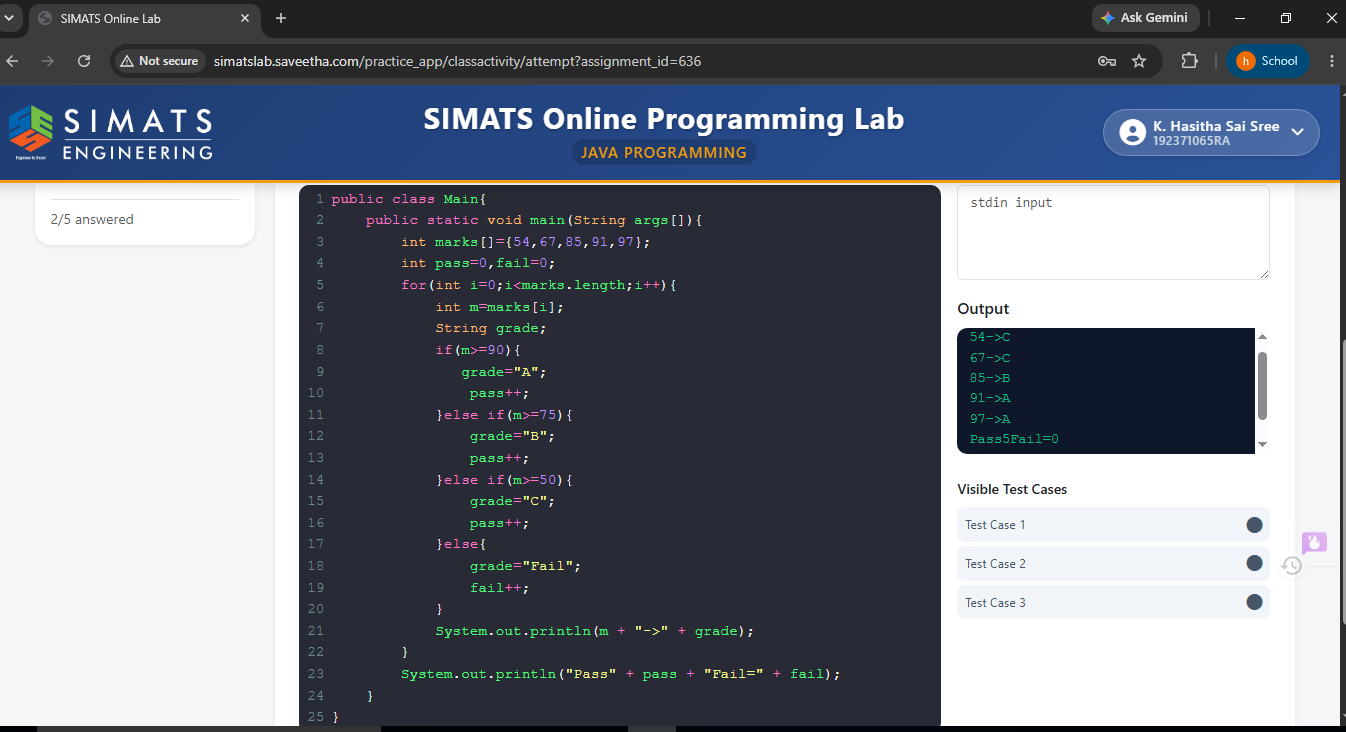 SIMATS Online Lab
Ask Gemini
Not secure
simatslab.saveetha.com/practice_app/classactivity/attempt?assignment_id=636
h
School
SIMATS
ENGINEERING
Engineer to Excel
SIMATS Online Programming Lab
JAVA PROGRAMMING
K. Hasitha Sai Sree
192371065RA
2/5 answered
1 public class Main{
2     public static void main(String args[]){
3         int marks[]={54,67,85,91,97};
4         int pass=0,fail=0;
5         for(int i=0;i<marks.length;i++){
6             int m=marks[i];
7             String grade;
8             if(m>=90){
9                grade="A";
10                 pass++;
11             }else if(m>=75){
12                 grade="B";
13                 pass++;
14             }else if(m>=50){
15                 grade="C";
16                 pass++;
17             }else{
18                 grade="Fail";
19                 fail++;
20             }
21             System.out.println(m + "->" + grade);
22         }
23         System.out.println("Pass" + pass + "Fail=" + fail);
24     }
25 }
stdin input
Output
54->C
67->C
85->B
91->A
97->A
Pass5Fail=0
Visible Test Cases
Test Case 1
Test Case 2
Test Case 3